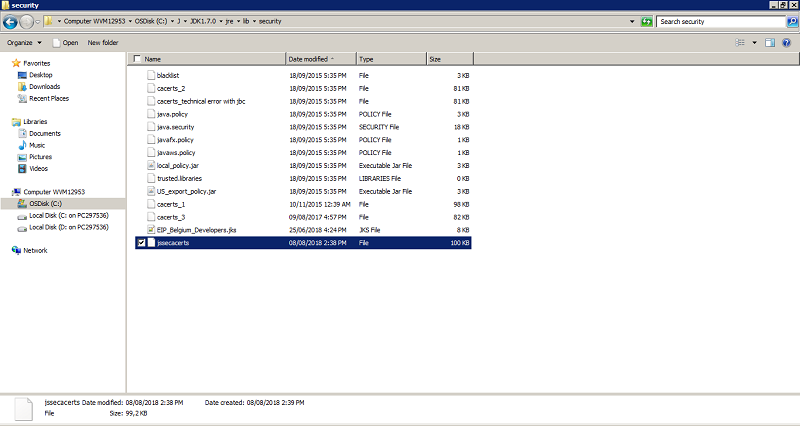 security
Computer WVM12953 OSDisk (C:) J JDK1.7.0 jre lib security
Search security
Organize Open New folder
Favorites
Desktop
Downloads
Recent Places
Libraries
Documents
Music
Pictures
Videos
Computer WVM12953
OSDisk (C:)
Local Disk (C: on PC297536)
Local Disk (D: on PC297536)
Network
Name Date modified Type Size
blacklist 18/09/2015 5:35 PM File 3 KB
cacerts_2 18/09/2015 5:35 PM File 81 KB
cacerts_technical error with jbc 18/09/2015 5:35 PM File 81 KB
java.policy 18/09/2015 5:35 PM POLICY File 3 KB
java.security 18/09/2015 5:35 PM SECURITY File 18 KB
javafx.policy 18/09/2015 5:35 PM POLICY File 1 KB
javaws.policy 18/09/2015 5:35 PM POLICY File 1 KB
local_policy.jar 18/09/2015 5:35 PM Executable Jar File 3 KB
trusted.libraries 18/09/2015 5:35 PM LIBRARIES File 0 KB
US_export_policy.jar 18/09/2015 5:35 PM Executable Jar File 3 KB
cacerts_1 10/11/2015 12:39 AM File 98 KB
cacerts_3 09/08/2017 4:57 PM File 82 KB
EIP_Belgium_Developers.jks 25/06/2018 4:24 PM JKS File 8 KB
jssecacerts 08/08/2018 2:38 PM File 100 KB
jssecacerts Date modified: 08/08/2018 2:38 PM Date created: 08/08/2018 2:39 PM
File Size: 99,2 KB